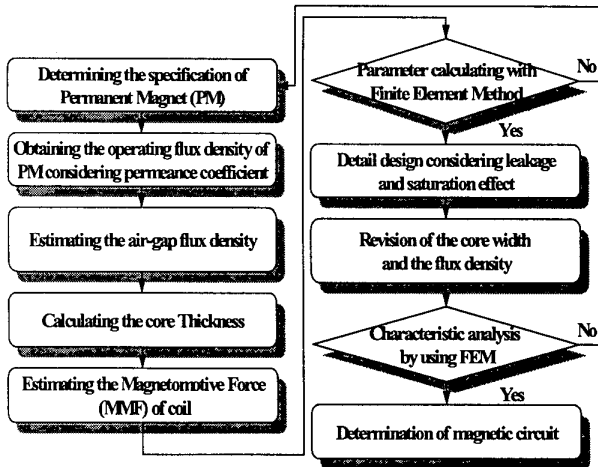 Determining the specification of
Permanent Magnet (PM)
Obtaining the operating flux density of
PM considering permeance coefficient
Estimating the air-gap flux density
Calculating the core Thickness
Estimating the Magnetomotive Force
(MMF) of coil
Parameter calculating with
Finite Element Method
No
Yes
Detail design considering leakage
and saturation effect
Revision of the core width
and the flux density
Characteristic analysis
by using FEM
No
Yes
Determination of magnetic circuit